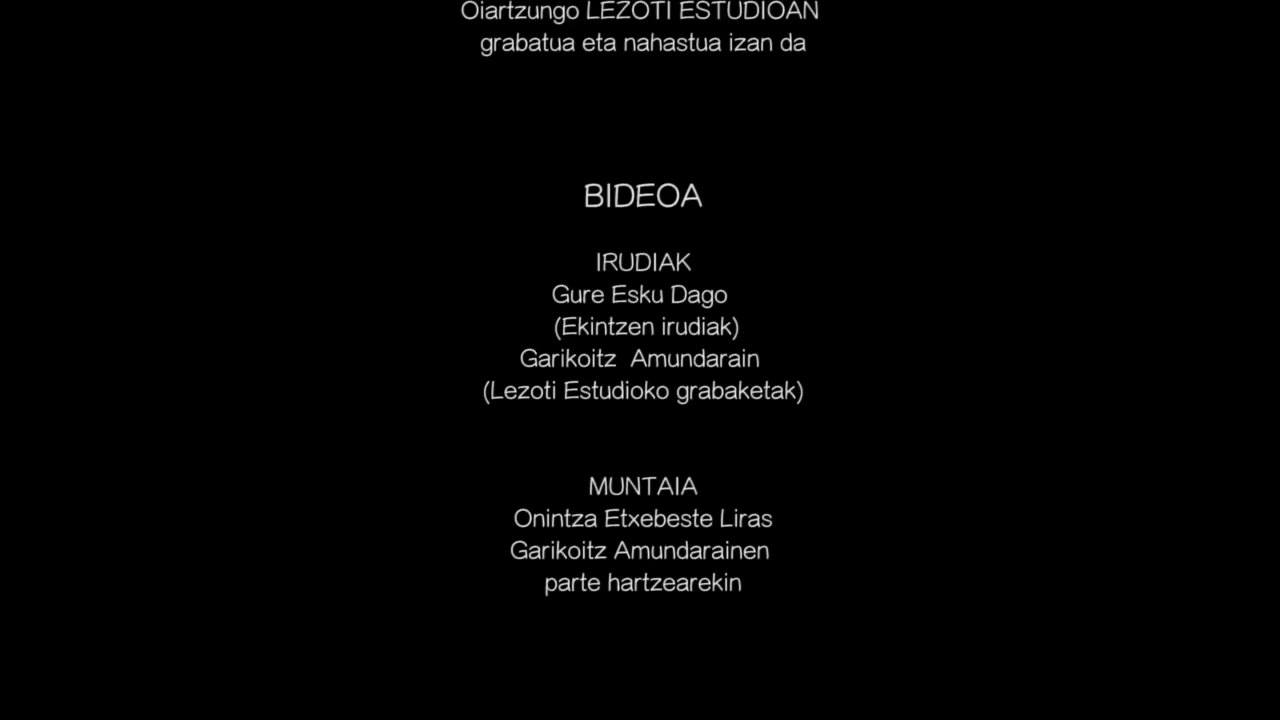 Oiartzungo LEZOTI ESTUDIOAN
grabatua eta nahastua izan da
BIDEOA
IRUDIAK
Gure Esku Dago
(Ekintzen irudiak)
Garikoitz  Amundarain
(Lezoti Estudioko grabaketak)
MUNTAIA
Onintza Etxebeste Liras
Garikoitz Amundarainen
parte hartzearekin